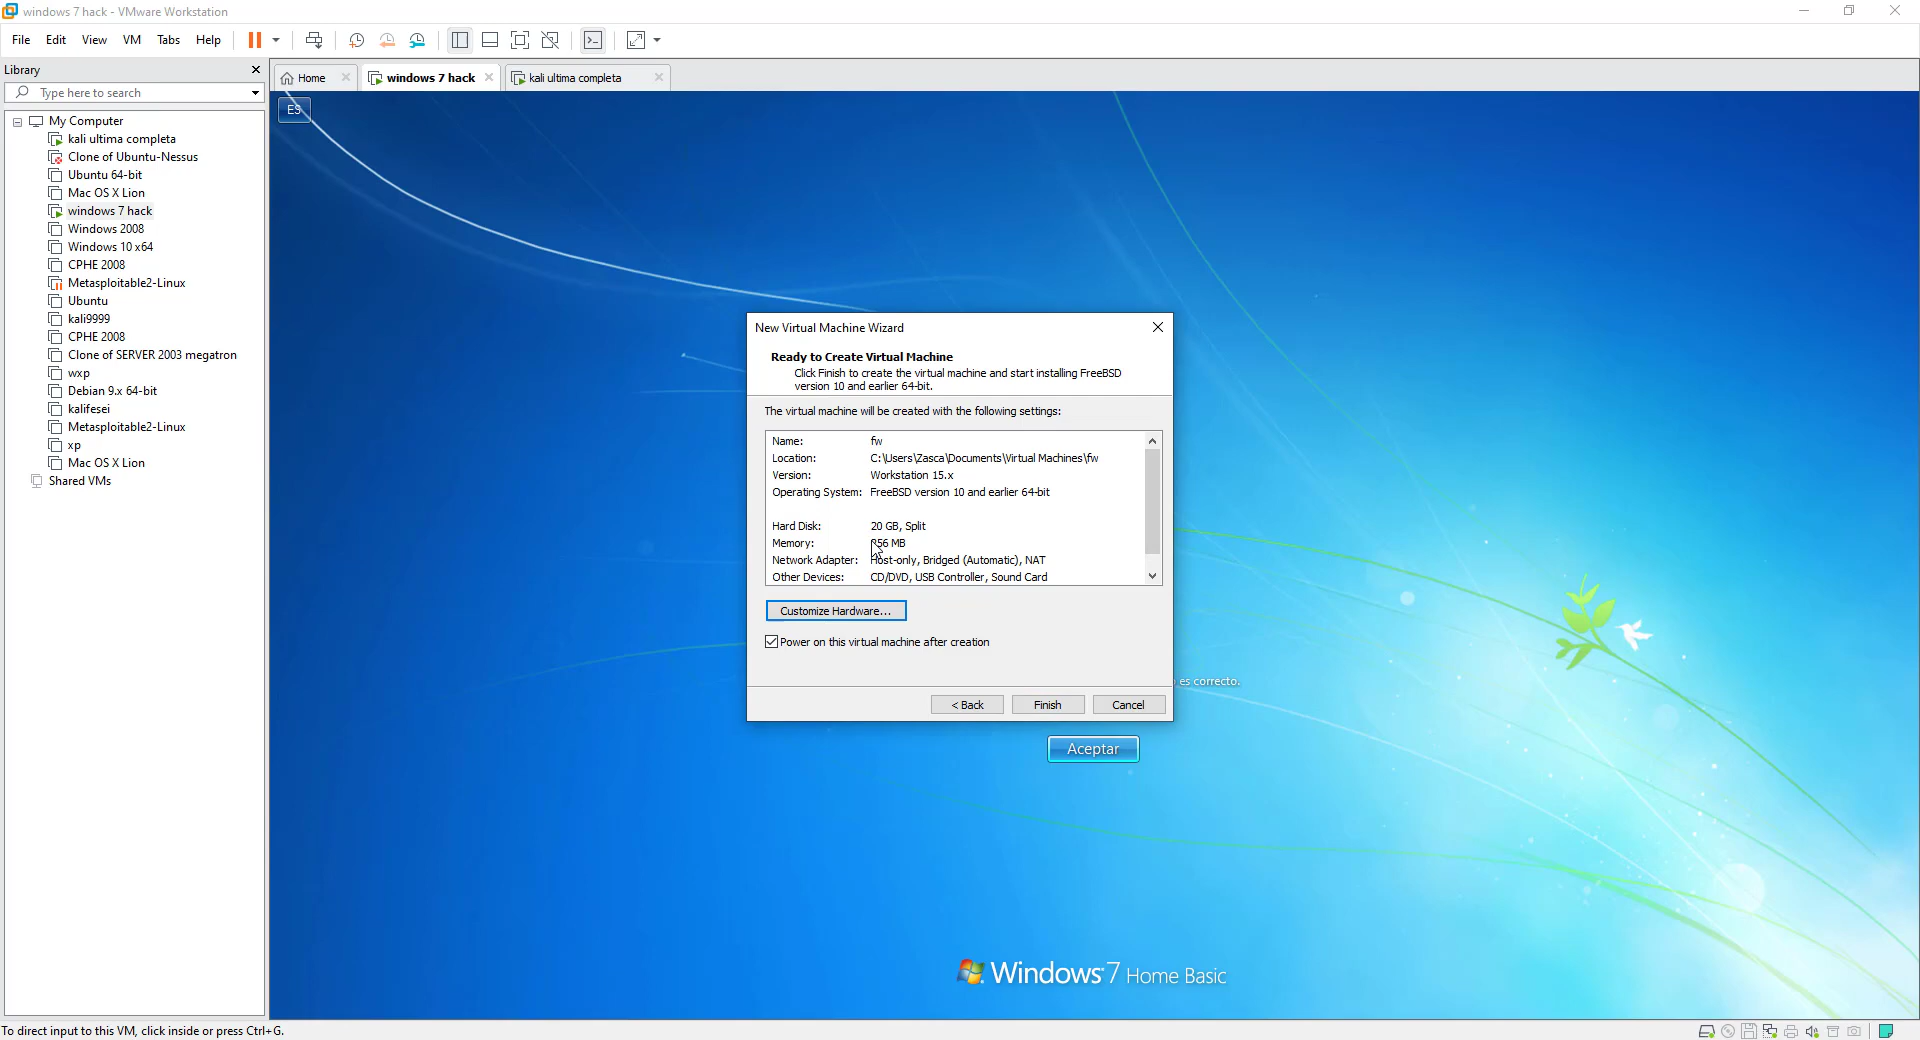 windows 7 hack - VMware Workstation
File Edit View VM Tabs Help
Library
Type here to search
My Computer
kali ultima completa
Clone of Ubuntu-Nessus
Ubuntu 64-bit
Mac OS X Lion
windows 7 hack
Windows 2008
Windows 10 x64
CPHE 2008
Metasploitable2-Linux
Ubuntu
kali9999
CPHE 2008
Clone of SERVER 2003 megatron
wxp
Debian 9.x 64-bit
kalifesei
Metasploitable2-Linux
xp
Mac OS X Lion
Shared VMs
Home windows 7 hack kali ultima completa
ES
New Virtual Machine Wizard
Ready to Create Virtual Machine
Click Finish to create the virtual machine and start installing FreeBSD
version 10 and earlier 64-bit.
The virtual machine will be created with the following settings:
Name: fw
Location: C:\Users\Zasca\Documents\Virtual Machines\fw
Version: Workstation 15.x
Operating System: FreeBSD version 10 and earlier 64-bit
Hard Disk: 20 GB, Split
Memory: 256 MB
Network Adapter: Host-only, Bridged (Automatic), NAT
Other Devices: CD/DVD, USB Controller, Sound Card
Customize Hardware...
Power on this virtual machine after creation
< Back Finish Cancel
es correcto.
Aceptar
Windows 7 Home Basic
To direct input to this VM, click inside or press Ctrl+G.